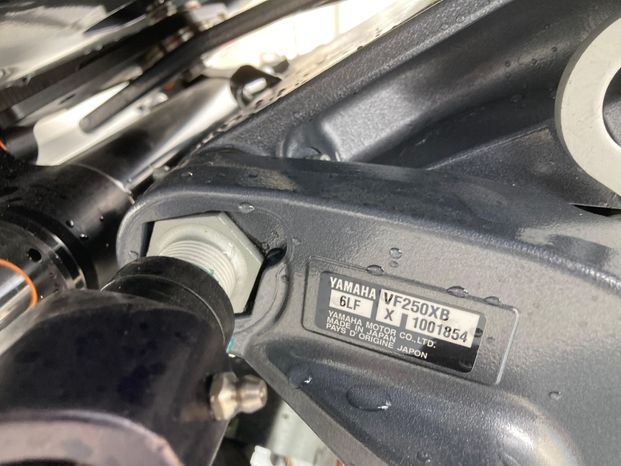 YAMAHA VF250XB
6LF X 1001854
YAMAHA MOTOR CO., LTD.
MADE IN JAPAN
PAYS D'ORIGINE JAPON